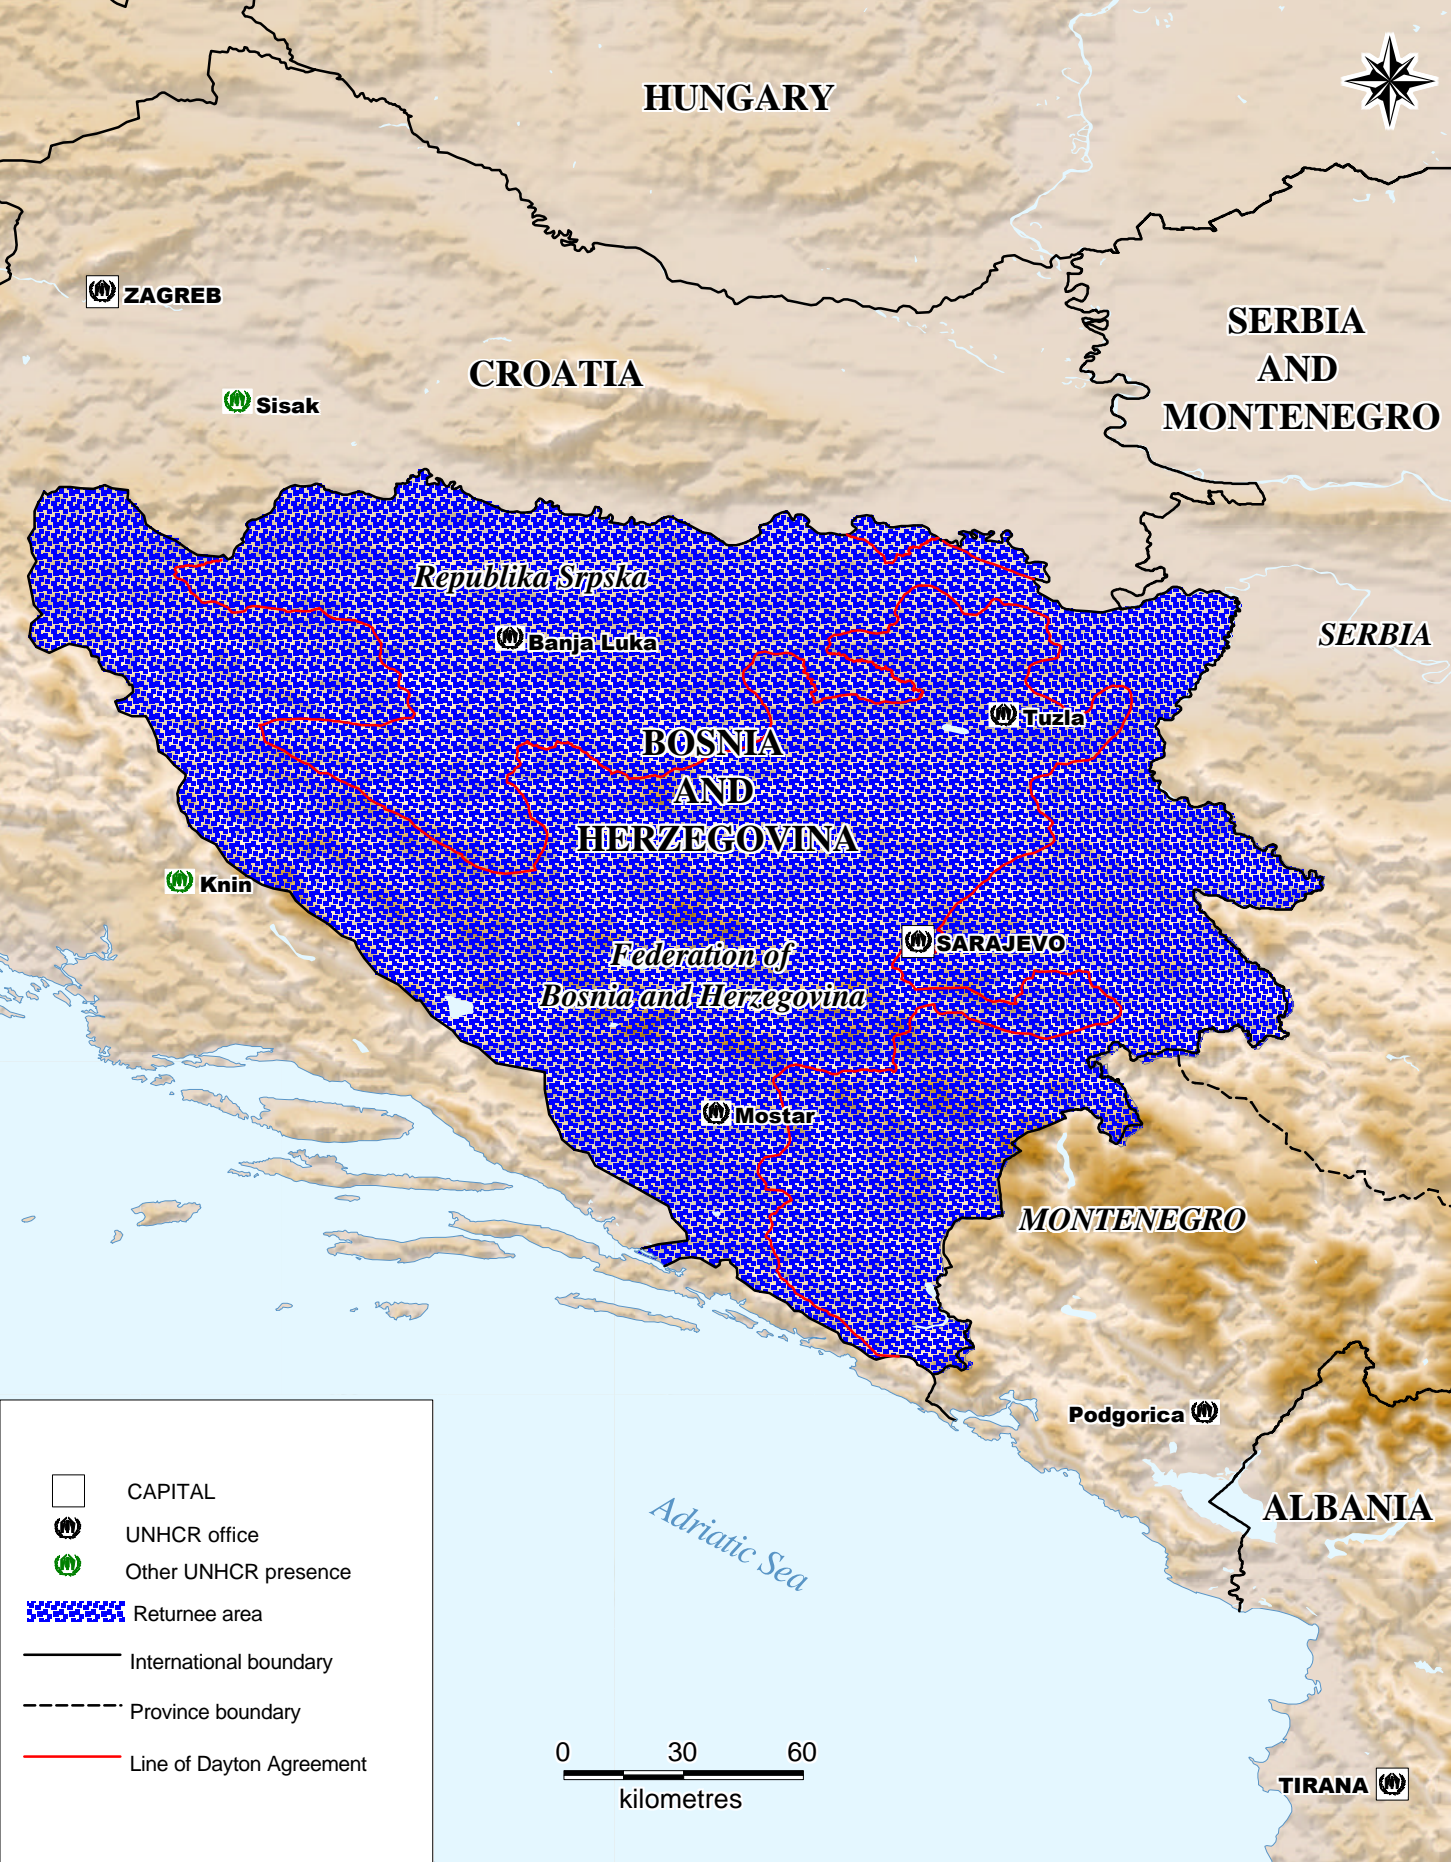 HUNGARY
ZAGREB
SERBIA
AND
MONTENEGRO
CROATIA
Sisak
Republika Srpska
SERBIA
Banja Luka
Tuzla
BOSNIA
AND
HERZEGOVINA
Knin
SARAJEVO
Federation of
Bosnia and Herzegovina
Mostar
MONTENEGRO
Podgorica
ALBANIA
Adriatic Sea
CAPITAL
UNHCR office
Other UNHCR presence
Returnee area
International boundary
Province boundary
Line of Dayton Agreement
0 30 60
kilometres
TIRANA